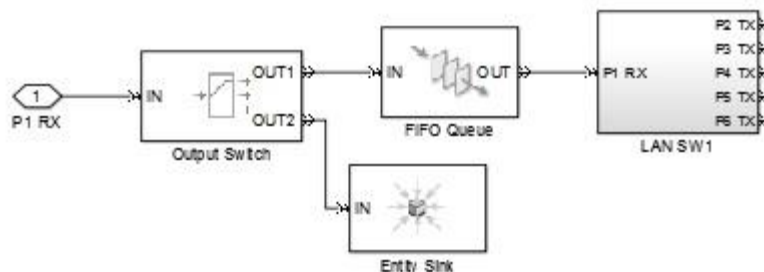 1
P1 RX
IN
OUT1
OUT2
Output Switch
IN
OUT
FIFO Queue
P1 RX
P2 TX
P3 TX
P4 TX
P5 TX
P6 TX
LAN SW1
IN
Entity Sink